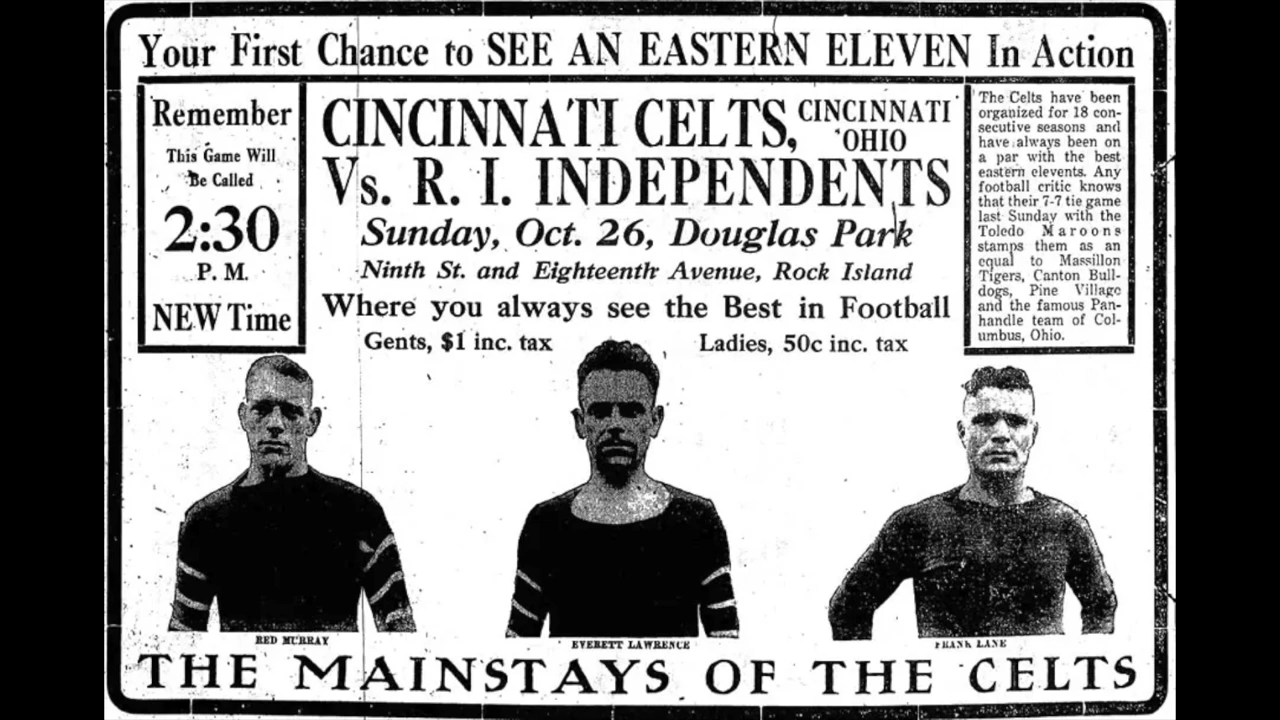 Your First Chance to SEE AN EASTERN ELEVEN In Action
Remember
This Game Will
Be Called
2:30
P. M.
NEW Time
CINCINNATI CELTS, CINCINNATI
OHIO
Vs. R. I. INDEPENDENTS
Sunday, Oct. 26, Douglas Park
Ninth St. and Eighteenth Avenue, Rock Island
Where you always see the Best in Football
Gents, $1 inc. tax
Ladies, 50c inc. tax
The Celts have been
organized for 18 con-
secutive seasons and
have always been on
a par with the best
eastern elevents. Any
football critic knows
that their 7-7 tie game
last Sunday with the
Toledo Maroons
stamps them as an
equal to Massillon
Tigers, Canton Bull-
dogs, Pine Village
and the famous Pan-
handle team of Col-
umbus, Ohio.
RED MURRAY
EVERETT LAWRENCE
FRANK LANE
THE MAINSTAYS OF THE CELTS